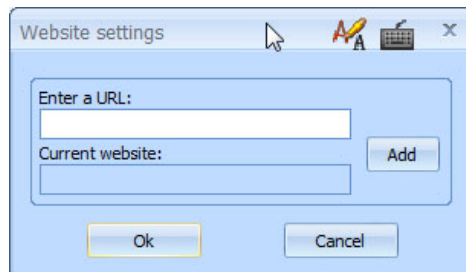 Website settings
Enter a URL:
Current website:
Add
Ok
Cancel